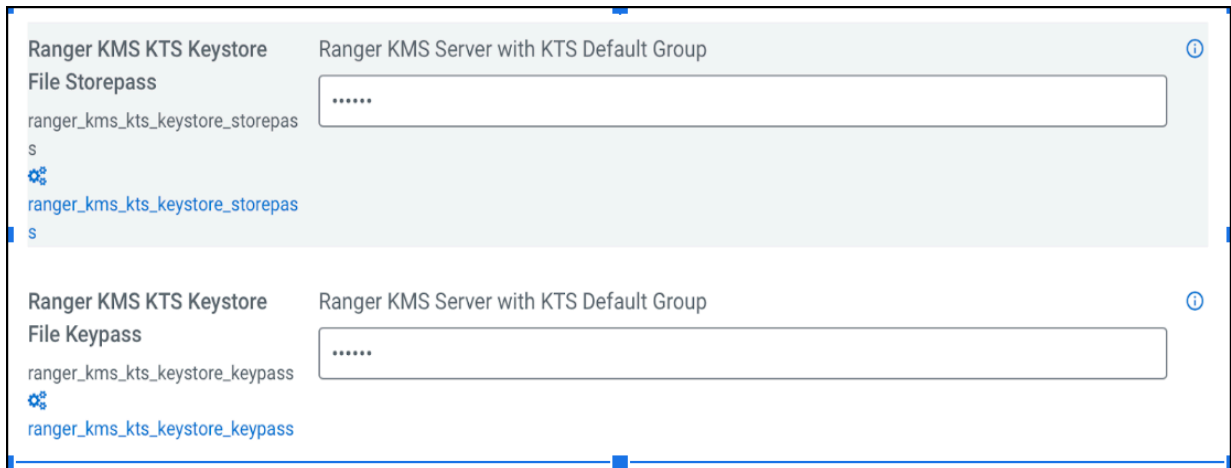 Ranger KMS KTS Keystore
File Storepass
ranger_kms_kts_keystore_storepas
s
ranger_kms_kts_keystore_storepas
s
Ranger KMS Server with KTS Default Group
••••••
Ranger KMS KTS Keystore
File Keypass
ranger_kms_kts_keystore_keypass
ranger_kms_kts_keystore_keypass
Ranger KMS Server with KTS Default Group
••••••